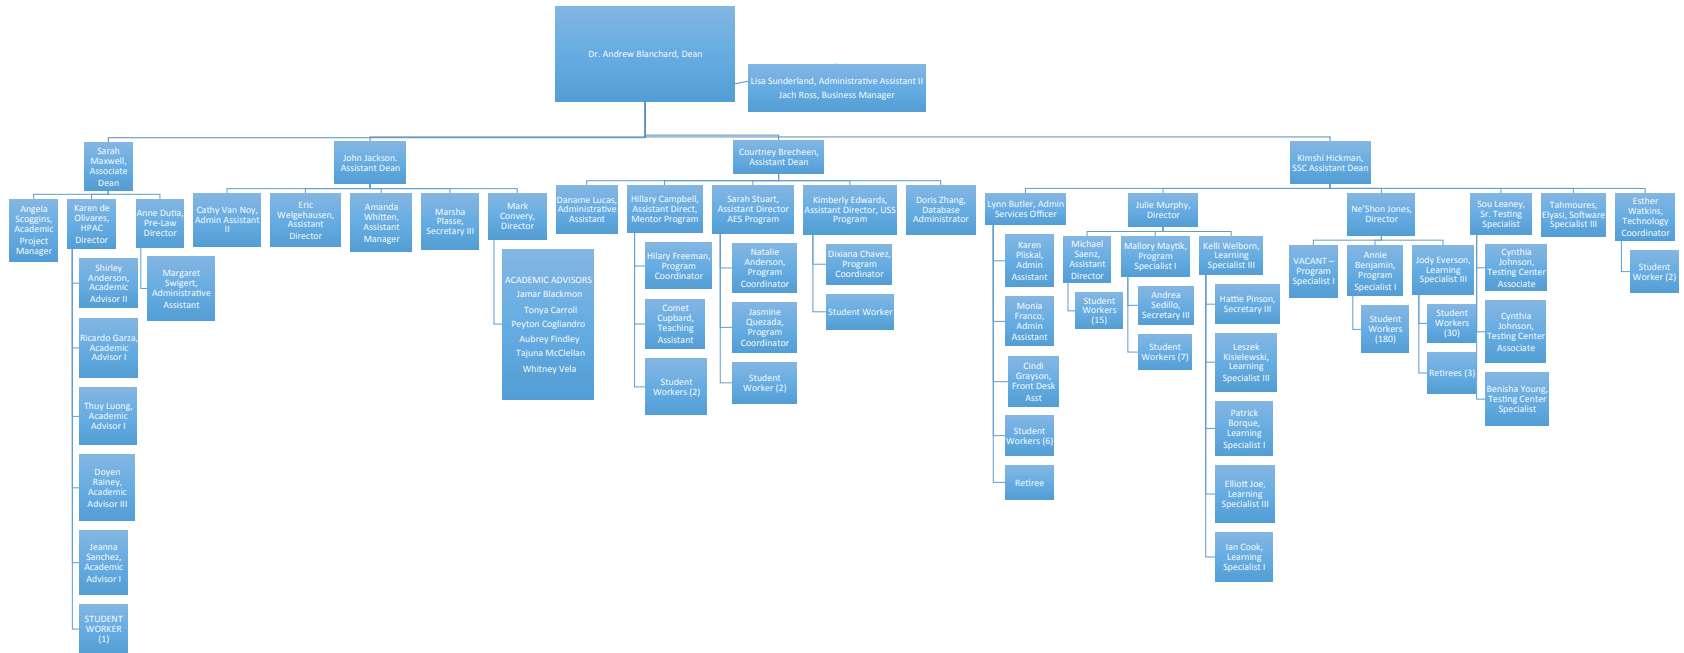 Dr. Andrew Blanchard, Dean
Lisa Sunderland, Administrative Assistant II
Jach Ross, Business Manager
Sarah
Maxwell,
Associate
Dean
John Jackson.
Assistant Dean
Courtney Brecheen,
Assistant Dean
Kimshi Hickman,
SSC Assistant Dean
Angela
Scoggins,
Academic
Project
Manager
Karen de
Olivares,
HPAC
Director
Anne Dutia,
Pre-Law
Director
Cathy Van Noy,
Admin Assistant
II
Eric
Welgehausen,
Assistant
Director
Amanda
Whitten,
Assistant
Manager
Marsha
Plasse,
Secretary III
Mark
Convery,
Director
Daname Lucas,
Administrative
Assistant
Hillary Campbell,
Assistant Direct,
Mentor Program
Sarah Stuart,
Assistant Director
AES Program
Kimberly Edwards,
Assistant Director, USS
Program
Doris Zhang,
Database
Administrator
Lynn Butler, Admin
Services Officer
Julie Murphy,
Director
Ne'Shon Jones,
Director
Sou Leaney,
Sr. Testing
Specialist
Tahmoures,
Elyasi, Software
Specialist III
Esther
Watkins,
Technology
Coordinator
Shirley
Anderson,
Academic
Advisor II
Ricardo Garza,
Academic
Advisor I
Thuy Luong,
Academic
Advisor I
Doyen
Rainey,
Academic
Advisor III
Jeanna
Sanchez,
Academic
Advisor I
STUDENT
WORKER
(1)
Margaret
Swigert,
Administrative
Assistant
ACADEMIC ADVISORS
Jamar Blackmon
Tonya Carroll
Peyton Cogliandro
Aubrey Findley
Tajuna McClellan
Whitney Vela
Hilary Freeman,
Program
Coordinator
Comet
Cupbard,
Teaching
Assistant
Student
Workers (2)
Natalie
Anderson,
Program
Coordinator
Jasmine
Quezada,
Program
Coordinator
Student
Worker (2)
Dixiana Chavez,
Program
Coordinator
Student Worker
Karen
Pliskal,
Admin
Assistant
Monia
Franco,
Admin
Assistant
Cindi
Grayson,
Front Desk
Asst
Student
Workers (6)
Retiree
Michael
Saenz,
Assistant
Director
Student
Workers
(15)
Mallory Maytik,
Program
Specialist I
Andrea
Sedillo,
Secretary III
Student
Workers (7)
Kelli Welborn,
Learning
Specialist III
Hattie Pinson,
Secretary III
Leszek
Kisielewski,
Learning
Specialist III
Patrick
Borque,
Learning
Specialist I
Elliott Joe,
Learning
Specialist III
Ian Cook,
Learning
Specialist I
VACANT –
Program
Specialist I
Annie
Benjamin,
Program
Specialist I
Student
Workers
(180)
Jody Everson,
Learning
Specialist III
Student
Workers
(30)
Retirees (3)
Cynthia
Johnson,
Testing Center
Associate
Cynthia
Johnson,
Testing Center
Associate
Benisha Young,
Testing Center
Specialist
Student
Worker (2)